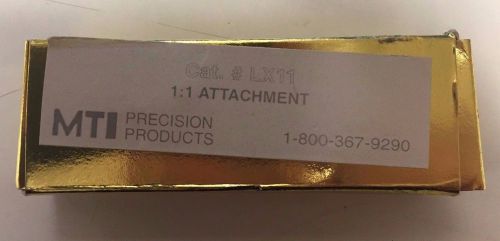 Cat. # LX11
1:1 ATTACHMENT
MTI PRECISION
PRODUCTS
1-800-367-9290